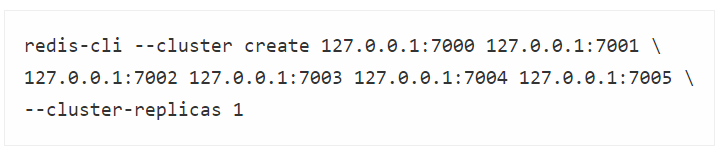 redis-cli --cluster create 127.0.0.1:7000 127.0.0.1:7001 \
127.0.0.1:7002 127.0.0.1:7003 127.0.0.1:7004 127.0.0.1:7005 \
--cluster-replicas 1